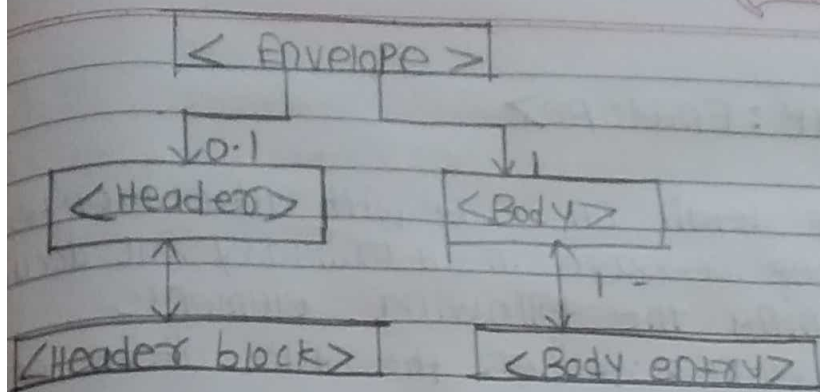 < Envelope >
0.1 1
<Header> <Body>
1-
<Header block> <Body entry>